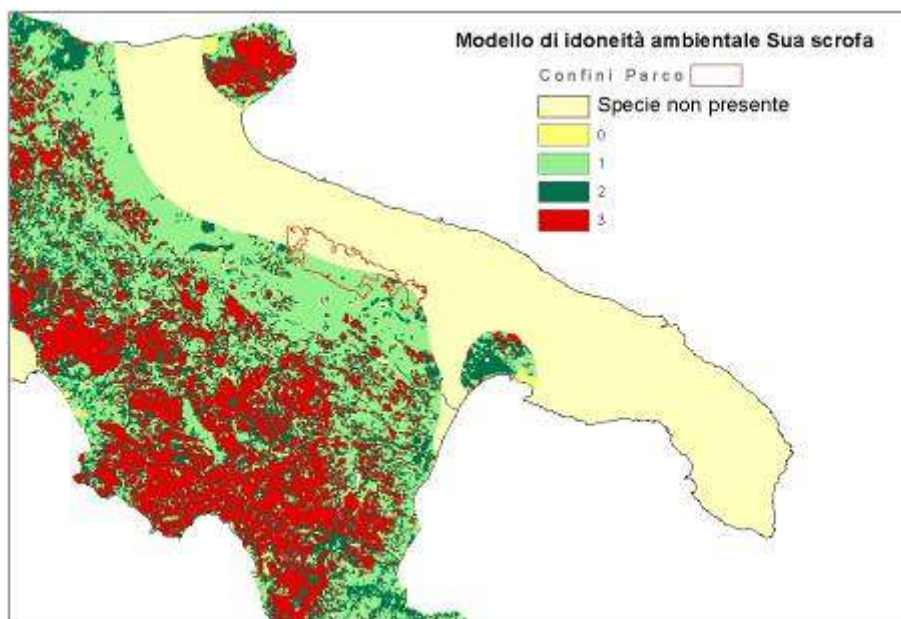 Modello di idoneità ambientale Sua scrofa
Confini Parco
Specie non presente
0
1
2
3